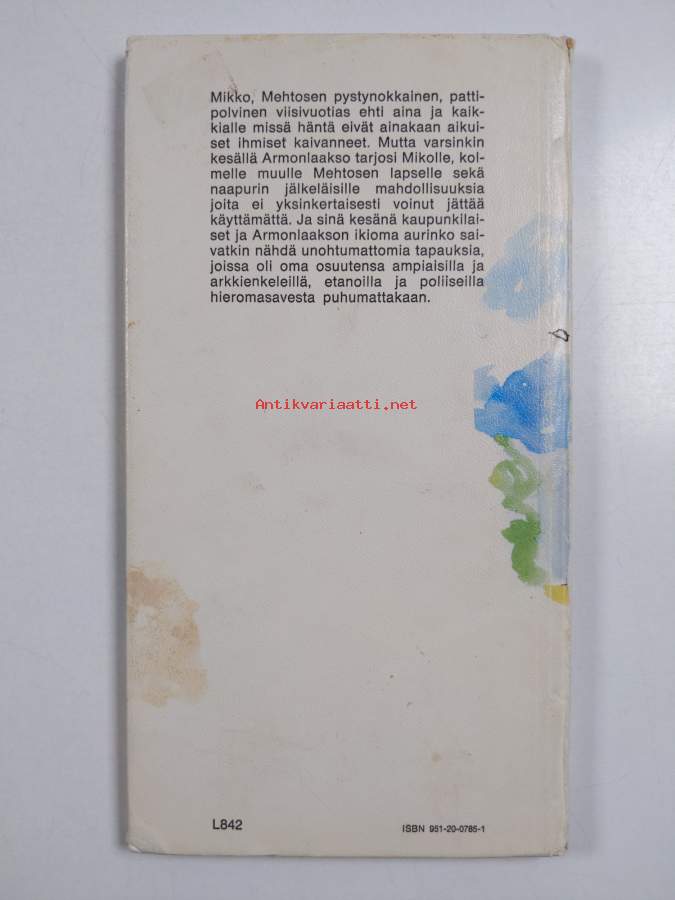 Mikko, Mehtosen pystynokkainen, patti-
polvinen viisivuotias ehti aina ja kaik-
kialle missä häntä eivät ainakaan aikui-
set ihmiset kaivanneet. Mutta varsinkin
kesällä Armonlaakso tarjosi Mikolle, kol-
melle muulle Mehtosen lapselle sekä
naapurin jälkeläisille mahdollisuuksia
joita ei yksinkertaisesti voinut jättää
käyttämättä. Ja sinä kesänä kaupunkilai-
set ja Armonlaakson ikioma aurinko sai-
vatkin nähdä unohtumattomia tapauksia,
joissa oli oma osuutensa ampiaisilla ja
arkkienkeleillä, etanoilla ja poliiseilla
hieromasavesta puhumattakaan.
Antikvariaatti.net
L842
ISBN 951-20-0785-1